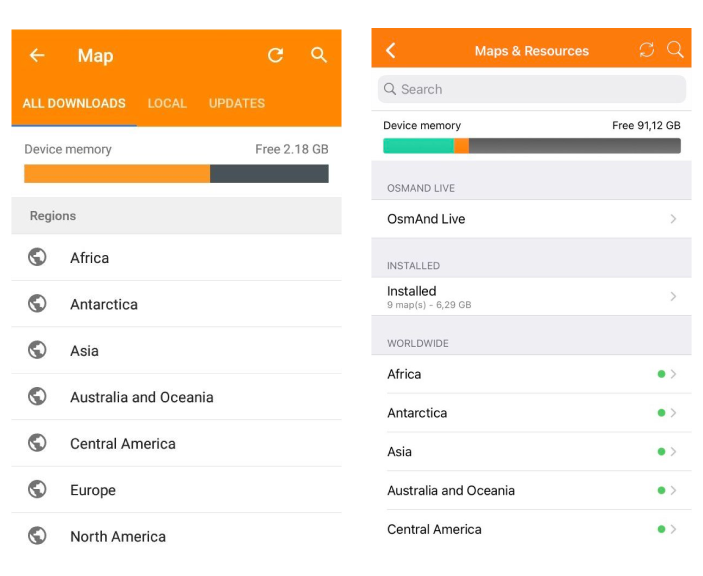 Map
ALL DOWNLOADS LOCAL UPDATES
Device memory Free 2.18 GB
Regions
Africa
Antarctica
Asia
Australia and Oceania
Central America
Europe
North America
Maps & Resources
Search
Device memory Free 91,12 GB
OSMAND LIVE
OsmAnd Live
INSTALLED
Installed
9 map(s) - 6,29 GB
WORLDWIDE
Africa
Antarctica
Asia
Australia and Oceania
Central America